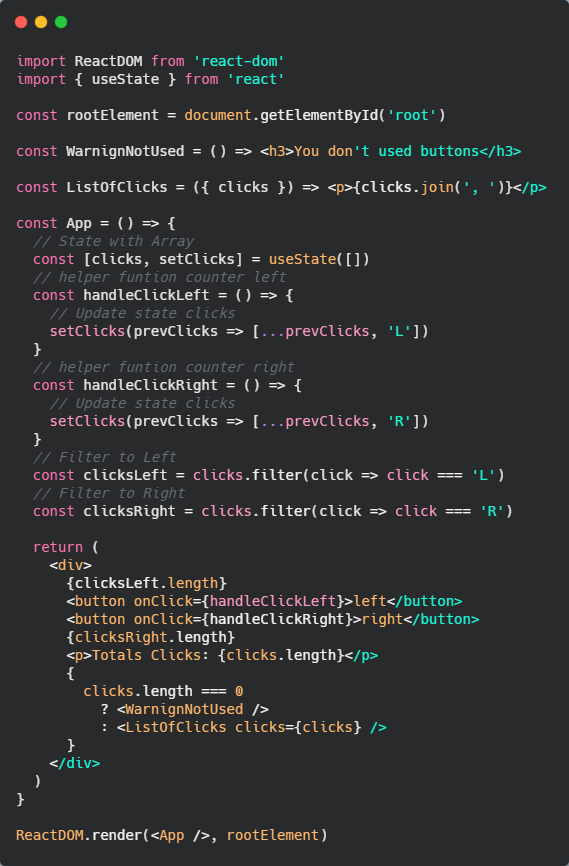 import ReactDOM from 'react-dom'
import { useState } from 'react'

const rootElement = document.getElementById('root')

const WarnignNotUsed = () => <h3>You don't used buttons</h3>

const ListOfClicks = ({ clicks }) => <p>{clicks.join(', ')}</p>

const App = () => {
  // State with Array
  const [clicks, setClicks] = useState([])
  // helper funtion counter left
  const handleClickLeft = () => {
    // Update state clicks
    setClicks(prevClicks => [...prevClicks, 'L'])
  }
  // helper funtion counter right
  const handleClickRight = () => {
    // Update state clicks
    setClicks(prevClicks => [...prevClicks, 'R'])
  }
  // Filter to Left
  const clicksLeft = clicks.filter(click => click === 'L')
  // Filter to Right
  const clicksRight = clicks.filter(click => click === 'R')

  return (
    <div>
      {clicksLeft.length}
      <button onClick={handleClickLeft}>left</button>
      <button onClick={handleClickRight}>right</button>
      {clicksRight.length}
      <p>Totals Clicks: {clicks.length}</p>
      {
        clicks.length === 0
          ? <WarnignNotUsed />
          : <ListOfClicks clicks={clicks} />
      }
    </div>
  )
}

ReactDOM.render(<App />, rootElement)